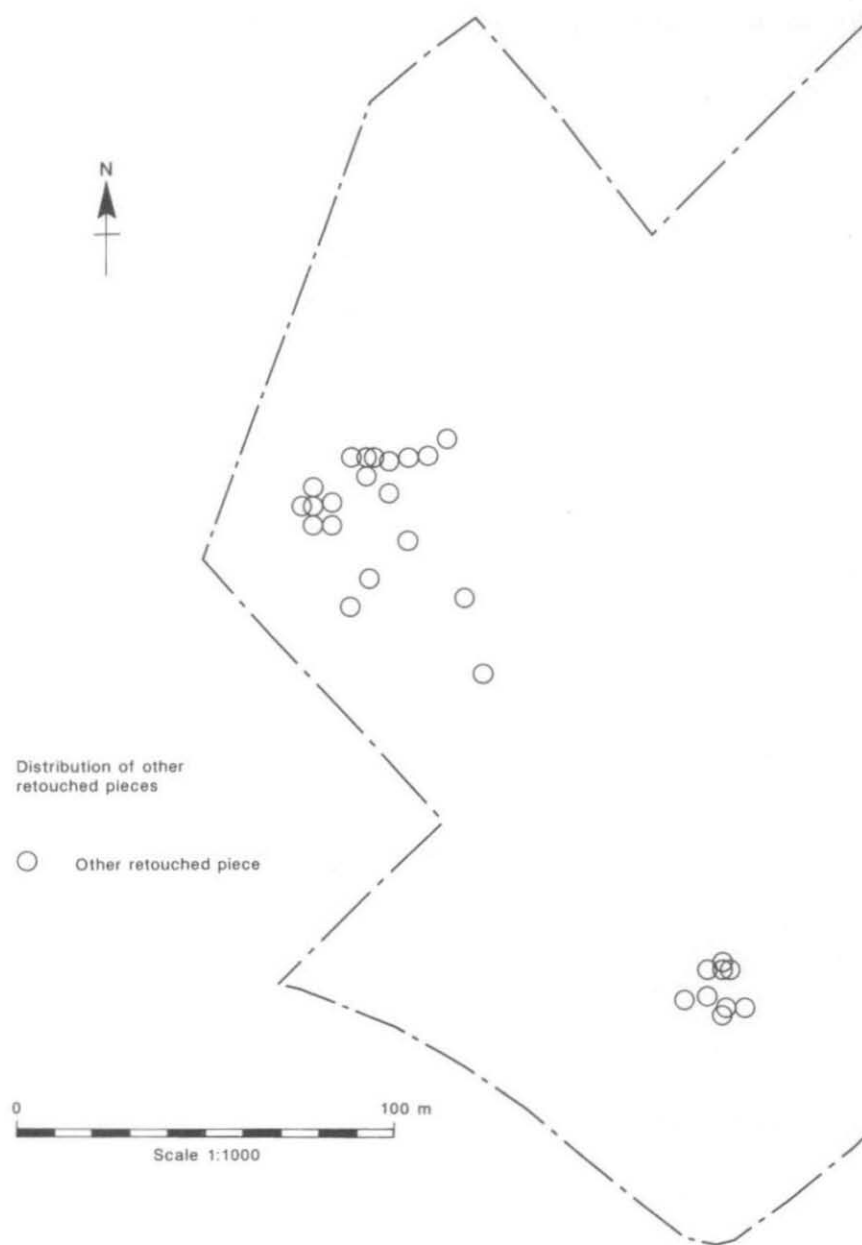 N
Distribution of other
retouched pieces
Other retouched piece
0 100 m
Scale 1:1000